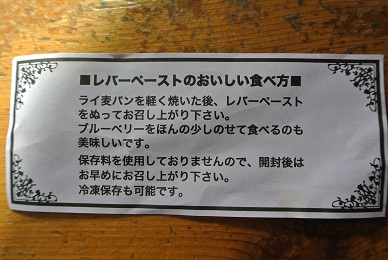 ■レバーペーストのおいしい食べ方■
ライ麦パンを軽く焼いた後、レバーペースト
をぬってお召し上がり下さい。
ブルーベリーをほんの少しのせて食べるのも
美味しいです。
保存料を使用しておりませんので、開封後は
お早めにお召し上がり下さい。
冷凍保存も可能です。